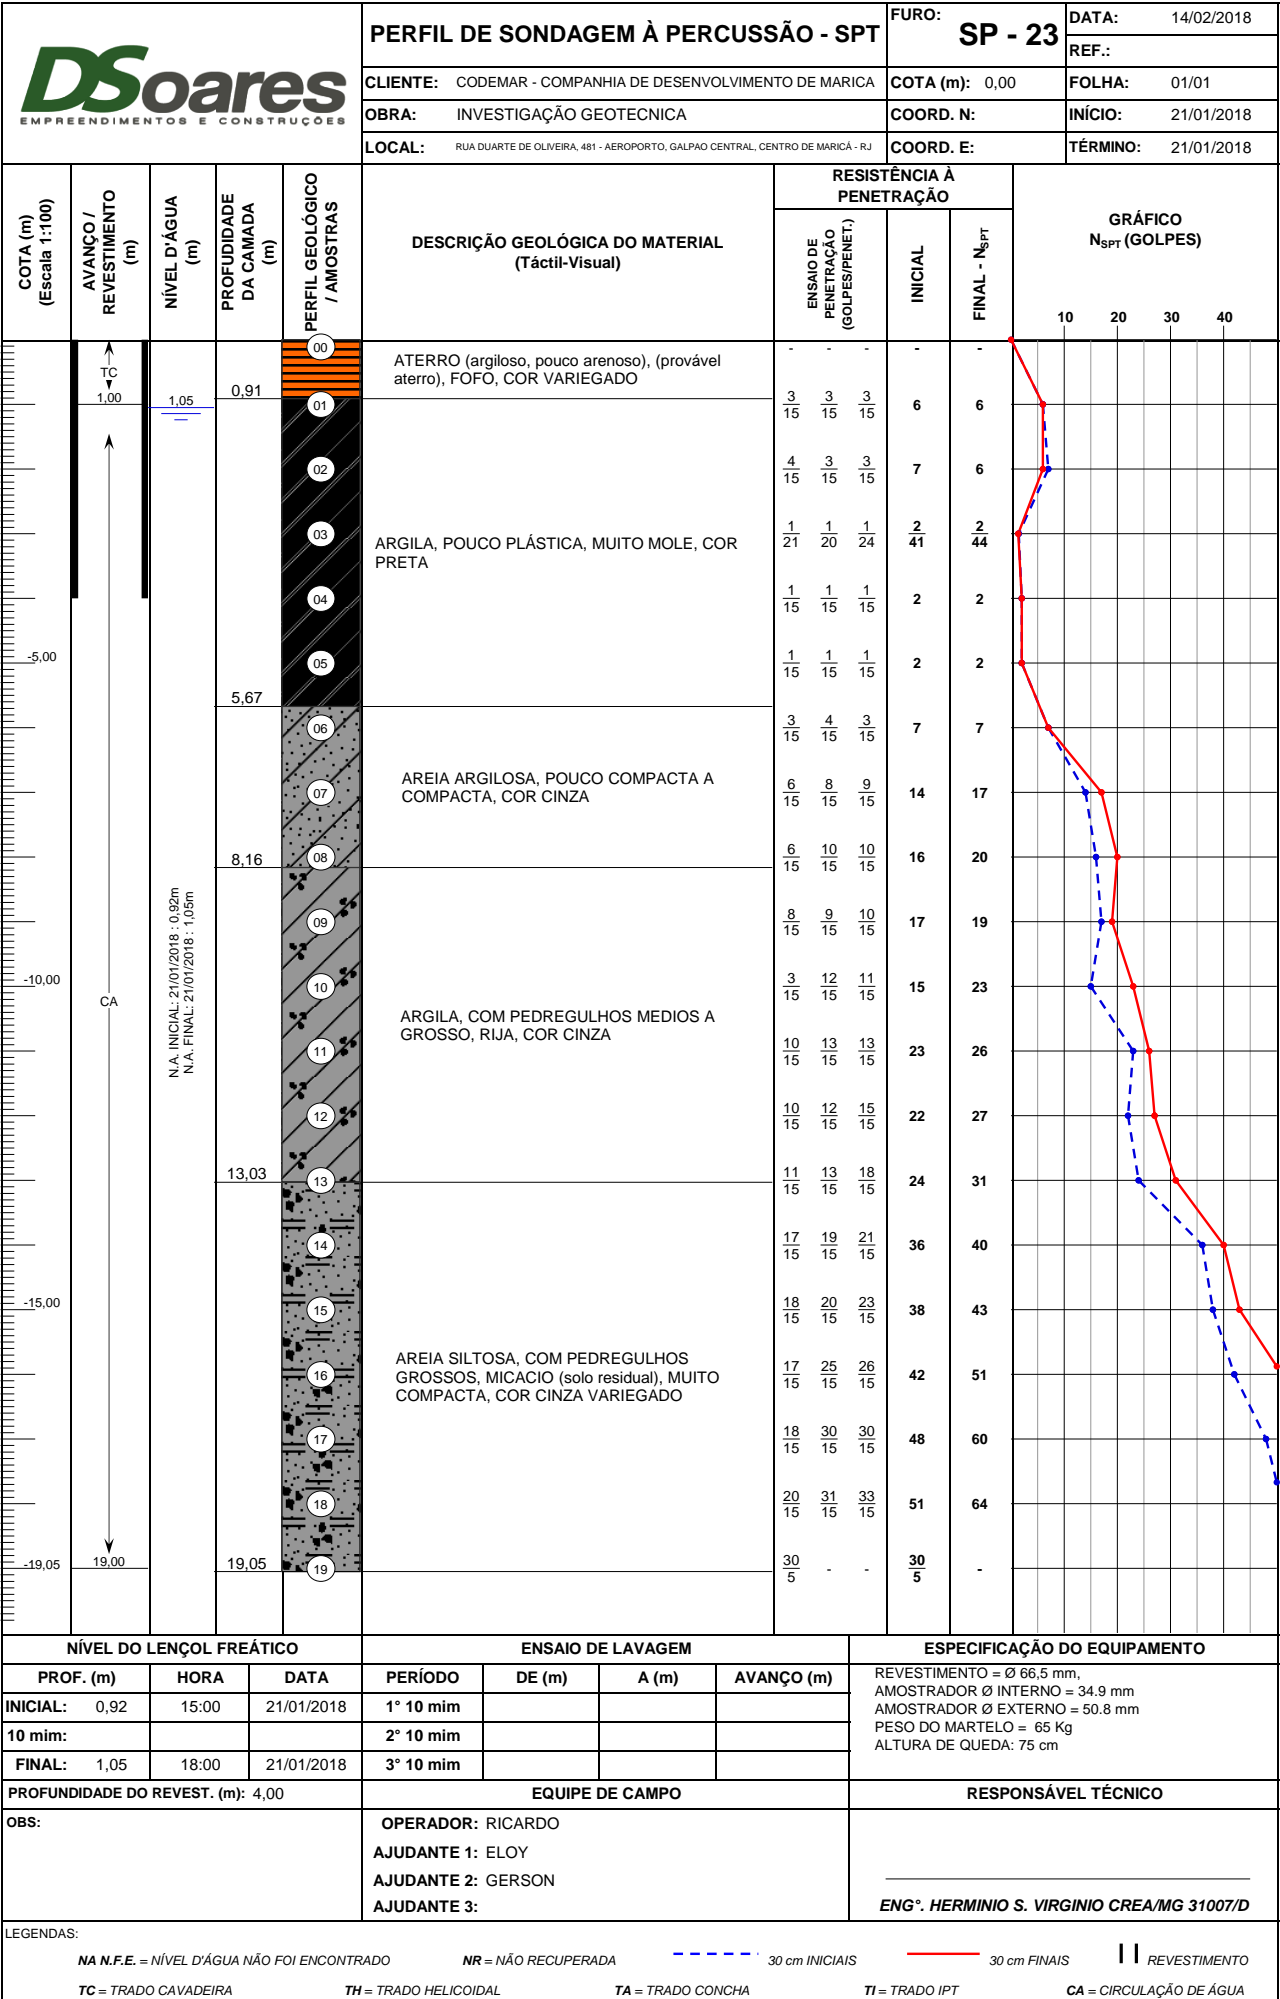 DSoares
EMPREENDIMENTOS E CONSTRUÇÕES
PERFIL DE SONDAGEM À PERCUSSÃO - SPT
FURO: SP - 23
DATA: 14/02/2018
REF.:
CLIENTE: CODEMAR - COMPANHIA DE DESENVOLVIMENTO DE MARICA
COTA (m): 0,00
FOLHA: 01/01
OBRA: INVESTIGAÇÃO GEOTECNICA
COORD. N:
INÍCIO: 21/01/2018
LOCAL: RUA DUARTE DE OLIVEIRA, 481 - AEROPORTO, GALPAO CENTRAL, CENTRO DE MARICÁ - RJ
COORD. E:
TÉRMINO: 21/01/2018
COTA (m)
(Escala 1:100)
AVANÇO /
REVESTIMENTO
(m)
NÍVEL D'ÁGUA
(m)
PROFUDIDADE
DA CAMADA
(m)
PERFIL GEOLÓGICO
/ AMOSTRAS
DESCRIÇÃO GEOLÓGICA DO MATERIAL
(Táctil-Visual)
RESISTÊNCIA À
PENETRAÇÃO
ENSAIO DE
PENETRAÇÃO
(GOLPES/PENET.)
INICIAL
FINAL - NSPT
GRÁFICO
NSPT (GOLPES)
10 20 30 40
00 - - - - -
TC
ATERRO (argiloso, pouco arenoso), (provável
aterro), FOFO, COR VARIEGADO
0,91
1,00
1,05
01 3/15 3/15 3/15 6 6
02 4/15 3/15 3/15 7 6
03 1/21 1/20 1/24 2/41 2/44
ARGILA, POUCO PLÁSTICA, MUITO MOLE, COR
PRETA
04 1/15 1/15 1/15 2 2
-5,00
05 1/15 1/15 1/15 2 2
5,67
06 3/15 4/15 3/15 7 7
AREIA ARGILOSA, POUCO COMPACTA A
COMPACTA, COR CINZA
07 6/15 8/15 9/15 14 17
08 6/15 10/15 10/15 16 20
8,16
N.A. INICIAL: 21/01/2018 : 0,92m
N.A. FINAL: 21/01/2018 : 1,05m
09 8/15 9/15 10/15 17 19
-10,00
CA
10 3/15 12/15 11/15 15 23
ARGILA, COM PEDREGULHOS MEDIOS A
GROSSO, RIJA, COR CINZA
11 10/15 13/15 13/15 23 26
12 10/15 12/15 15/15 22 27
13,03
13 11/15 13/15 18/15 24 31
14 17/15 19/15 21/15 36 40
-15,00
15 18/15 20/15 23/15 38 43
AREIA SILTOSA, COM PEDREGULHOS
GROSSOS, MICACIO (solo residual), MUITO
COMPACTA, COR CINZA VARIEGADO
16 17/15 25/15 26/15 42 51
17 18/15 30/15 30/15 48 60
18 20/15 31/15 33/15 51 64
-19,05
19,00
19,05
19 30/5 - - 30/5 -
NÍVEL DO LENÇOL FREÁTICO
PROF. (m) HORA DATA
INICIAL: 0,92 15:00 21/01/2018
10 mim:
FINAL: 1,05 18:00 21/01/2018
PROFUNDIDADE DO REVEST. (m): 4,00
OBS:
ENSAIO DE LAVAGEM
PERÍODO DE (m) A (m) AVANÇO (m)
1° 10 mim
2° 10 mim
3° 10 mim
EQUIPE DE CAMPO
OPERADOR: RICARDO
AJUDANTE 1: ELOY
AJUDANTE 2: GERSON
AJUDANTE 3:
ESPECIFICAÇÃO DO EQUIPAMENTO
REVESTIMENTO = Ø 66,5 mm,
AMOSTRADOR Ø INTERNO = 34.9 mm
AMOSTRADOR Ø EXTERNO = 50.8 mm
PESO DO MARTELO = 65 Kg
ALTURA DE QUEDA: 75 cm
RESPONSÁVEL TÉCNICO
ENG°. HERMINIO S. VIRGINIO CREA/MG 31007/D
LEGENDAS:
NA N.F.E. = NÍVEL D'ÁGUA NÃO FOI ENCONTRADO NR = NÃO RECUPERADA 30 cm INICIAIS 30 cm FINAIS REVESTIMENTO
TC = TRADO CAVADEIRA TH = TRADO HELICOIDAL TA = TRADO CONCHA TI = TRADO IPT CA = CIRCULAÇÃO DE ÁGUA